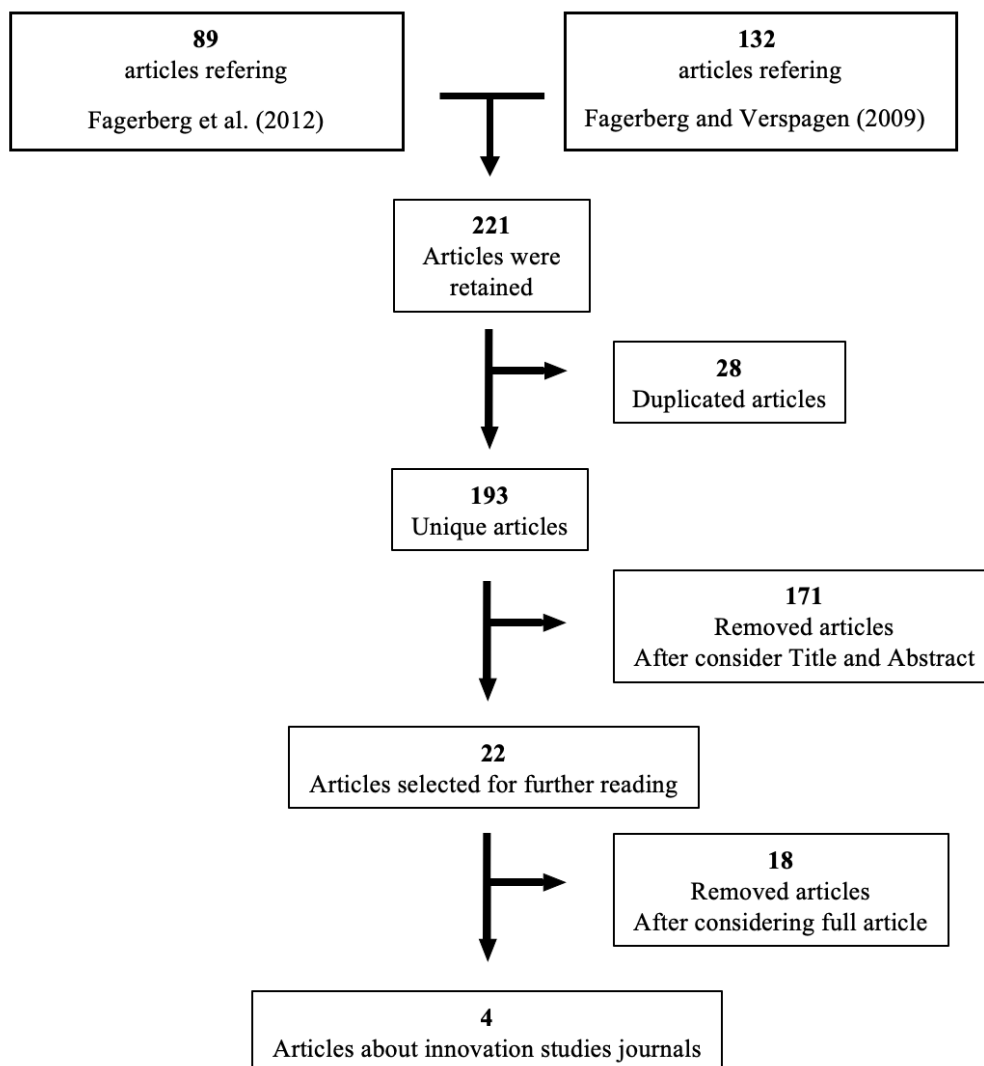 89
articles refering
Fagerberg et al. (2012)
132
articles refering
Fagerberg and Verspagen (2009)
221
Articles were
retained
28
Duplicated articles
193
Unique articles
171
Removed articles
After consider Title and Abstract
22
Articles selected for further reading
18
Removed articles
After considering full article
4
Articles about innovation studies journals